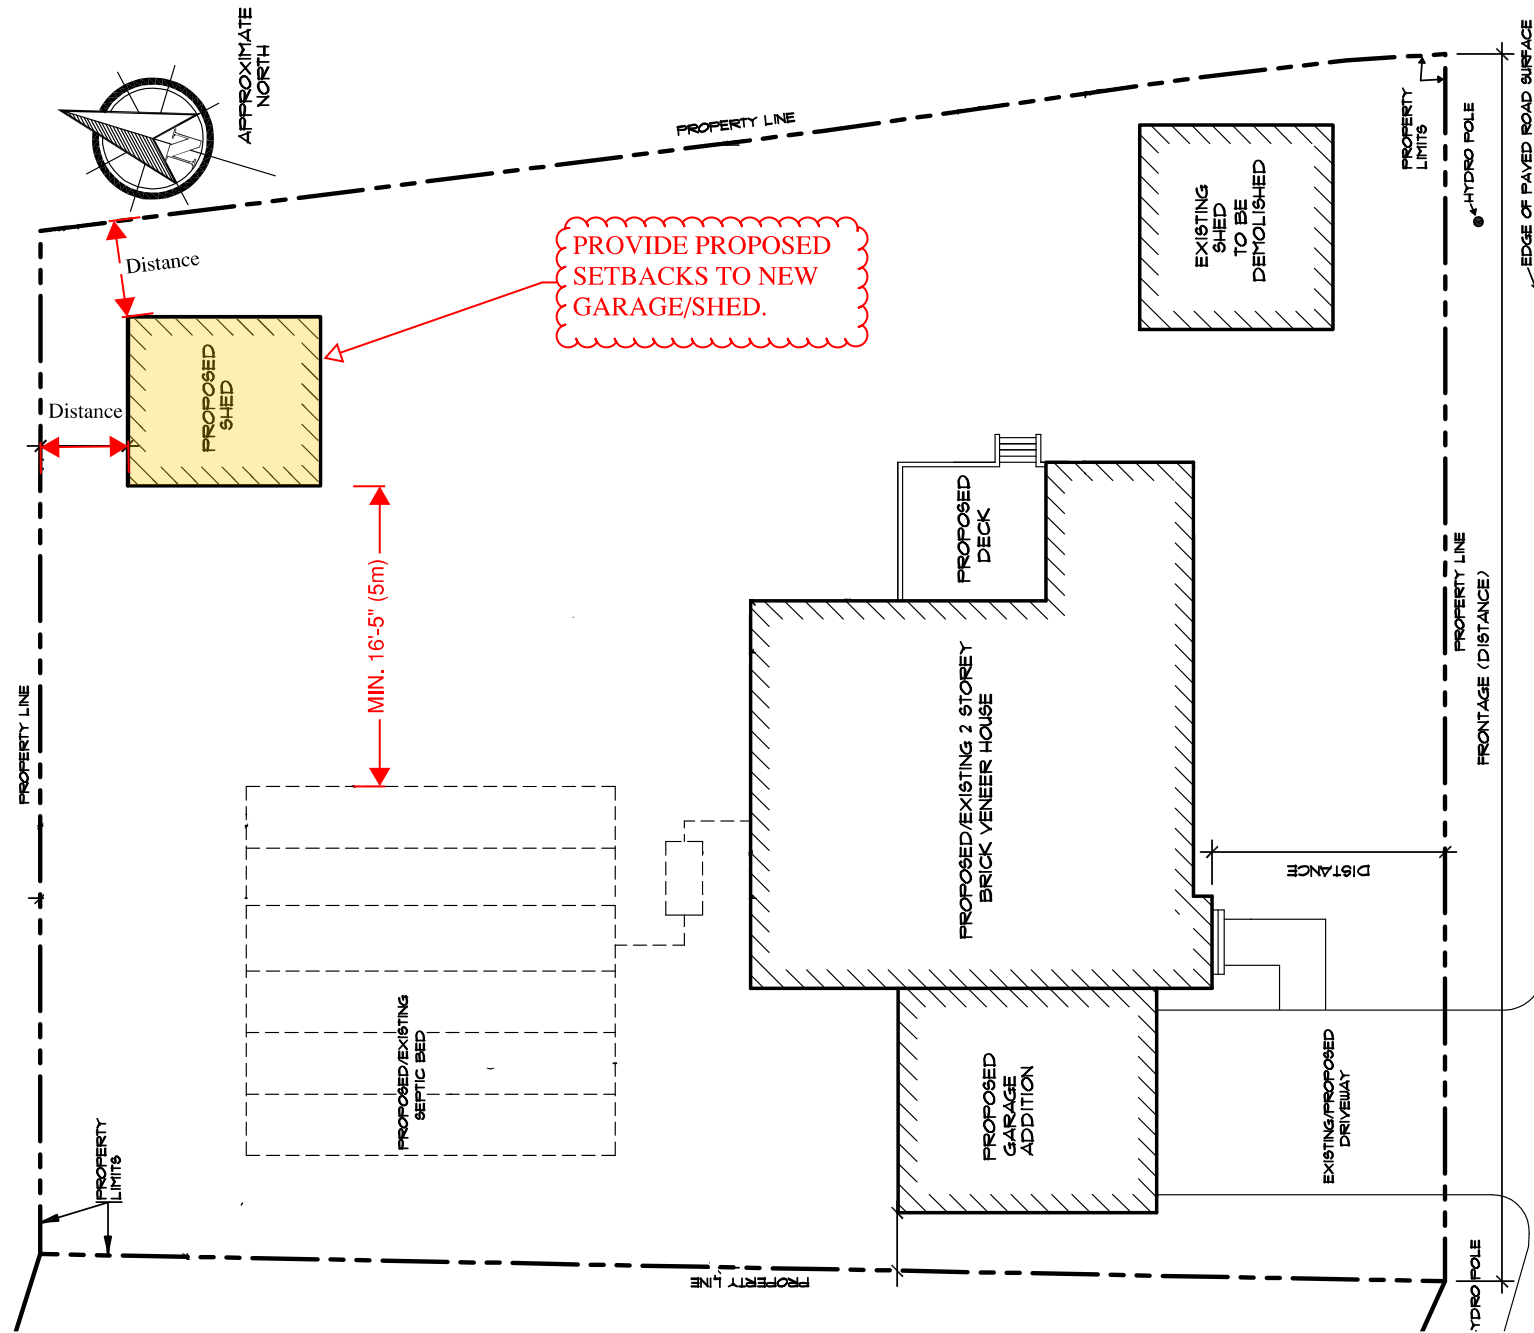 APPROXIMATE
NORTH
N
PROPERTY LINE
PROPERTY
LIMITS
HYDRO POLE
EDGE OF PAVED ROAD SURFACE
Distance
PROVIDE PROPOSED
SETBACKS TO NEW
GARAGE/SHED.
EXISTING
SHED
TO BE
DEMOLISHED
PROPOSED
SHED
Distance
PROPOSED
DECK
MIN. 16'-5" (5m)
PROPERTY LINE
PROPERTY LINE
FRONTAGE (DISTANCE)
PROPOSED/EXISTING 2 STOREY
BRICK VENEER HOUSE
DISTANCE
PROPOSED/EXISTING
SEPTIC BED
PROPOSED
GARAGE
ADDITION
EXISTING/PROPOSED
DRIVEWAY
PROPERTY
LIMITS
PROPERTY LINE
YDRO POLE